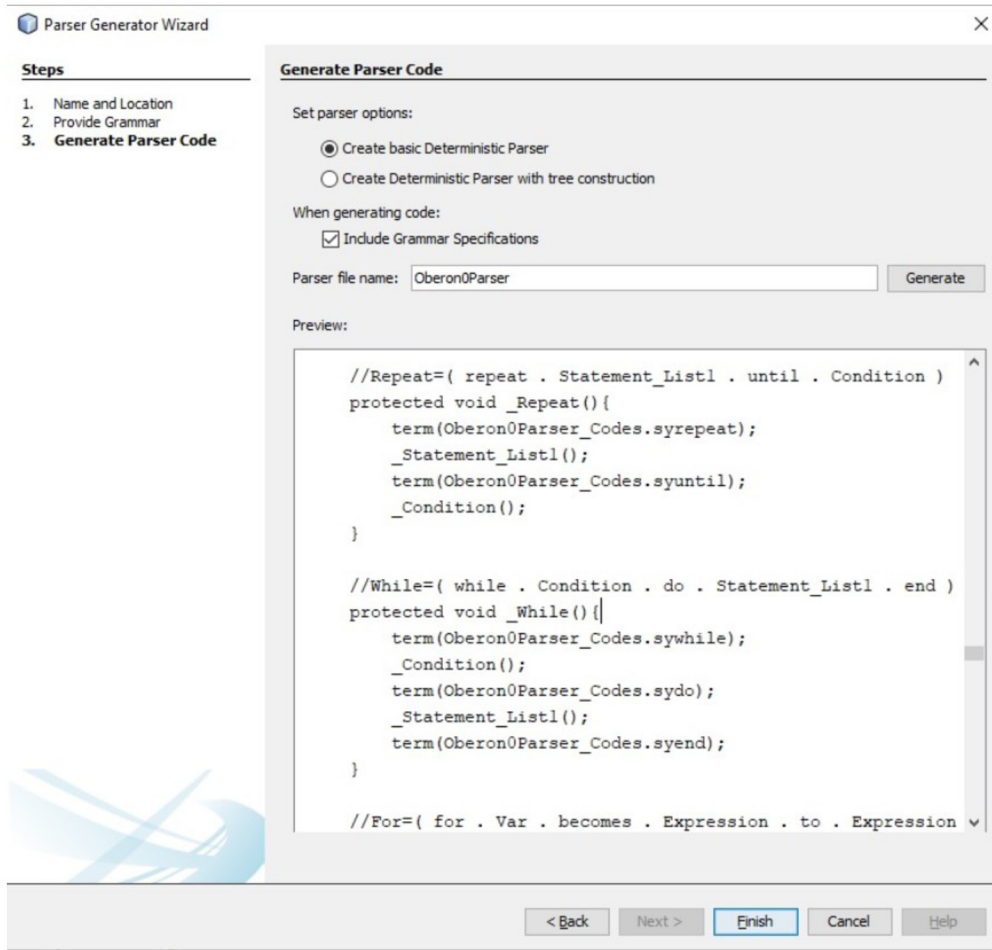 Parser Generator Wizard
Steps
1. Name and Location
2. Provide Grammar
3. Generate Parser Code
Generate Parser Code
Set parser options:
Create basic Deterministic Parser
Create Deterministic Parser with tree construction
When generating code:
Include Grammar Specifications
Parser file name: Oberon0Parser Generate
Preview:
//Repeat=( repeat . Statement_List1 . until . Condition )
protected void _Repeat(){
term(Oberon0Parser_Codes.syrepeat);
_Statement_List1();
term(Oberon0Parser_Codes.syuntil);
_Condition();
}
//While=( while . Condition . do . Statement_List1 . end )
protected void _While(){
term(Oberon0Parser_Codes.sywhile);
_Condition();
term(Oberon0Parser_Codes.sydo);
_Statement_List1();
term(Oberon0Parser_Codes.syend);
}
//For=( for . Var . becomes . Expression . to . Expression
< Back Next > Finish Cancel Help